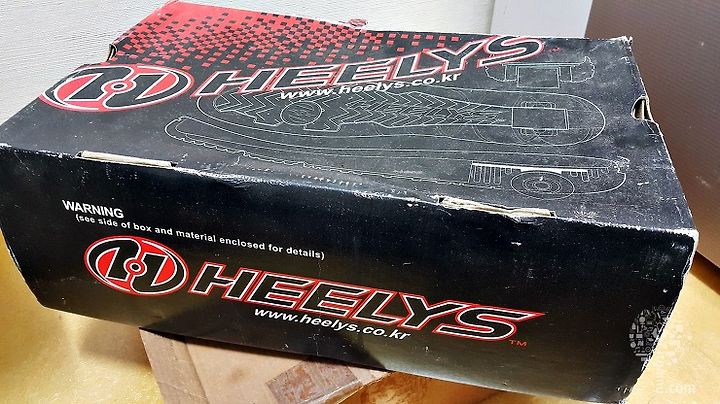 HEELYS
www.heelys.co.kr
WARNING
(see side of box and material enclosed for details)
HEELYS
www.heelys.co.kr
TM